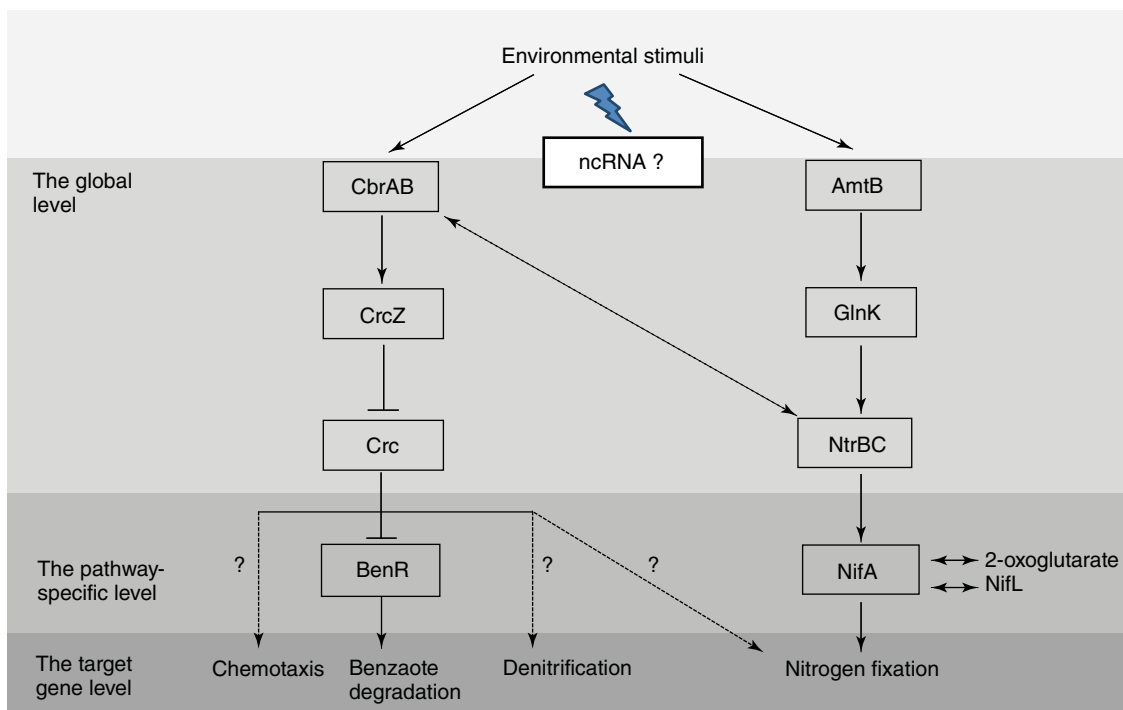 Environmental stimuli
ncRNA ?
The global
level
CbrAB
AmtB
CrcZ
GlnK
Crc
NtrBC
The pathway-
specific level
?
BenR
?
?
NifA
2-oxoglutarate
NifL
The target
gene level
Chemotaxis
Benzaote
degradation
Denitrification
Nitrogen fixation